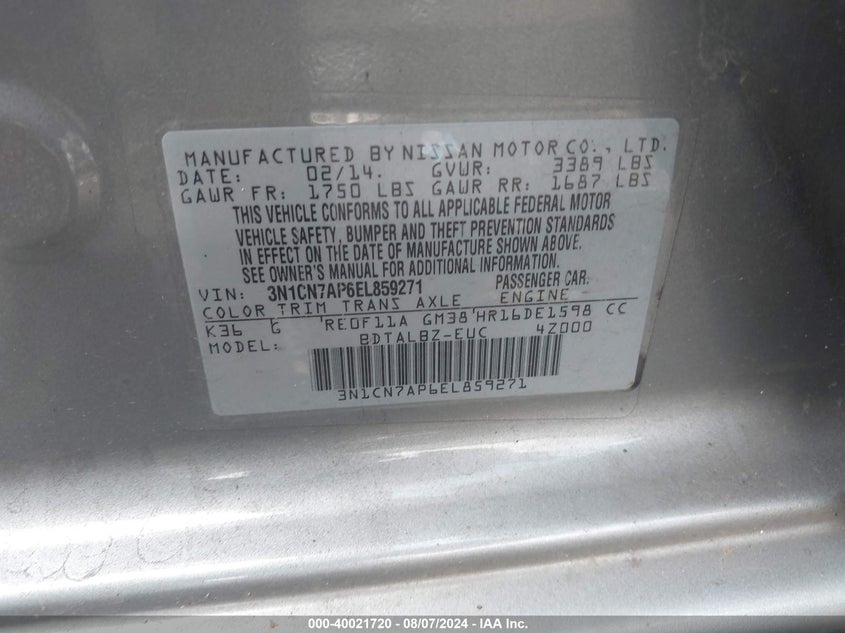 MANUFACTURED BY NISSAN MOTOR CO., LTD.
DATE: 02/14. GVWR: 3389 LBS
GAWR FR: 1750 LBS GAWR RR: 1687 LBS
THIS VEHICLE CONFORMS TO ALL APPLICABLE FEDERAL MOTOR
VEHICLE SAFETY, BUMPER AND THEFT PREVENTION STANDARDS
IN EFFECT ON THE DATE OF MANUFACTURE SHOWN ABOVE.
SEE OWNER'S MANUAL FOR ADDITIONAL INFORMATION.
VIN: 3N1CN7AP6EL859271 PASSENGER CAR
COLOR TRIM TRANS AXLE ENGINE
K36 G RE0F11A GM38 HR16DE1598 CC
MODEL: BDTALBZ-EUC 4Z000
3N1CN7AP6EL859271
000-40021720 - 08/07/2024 - IAA Inc.